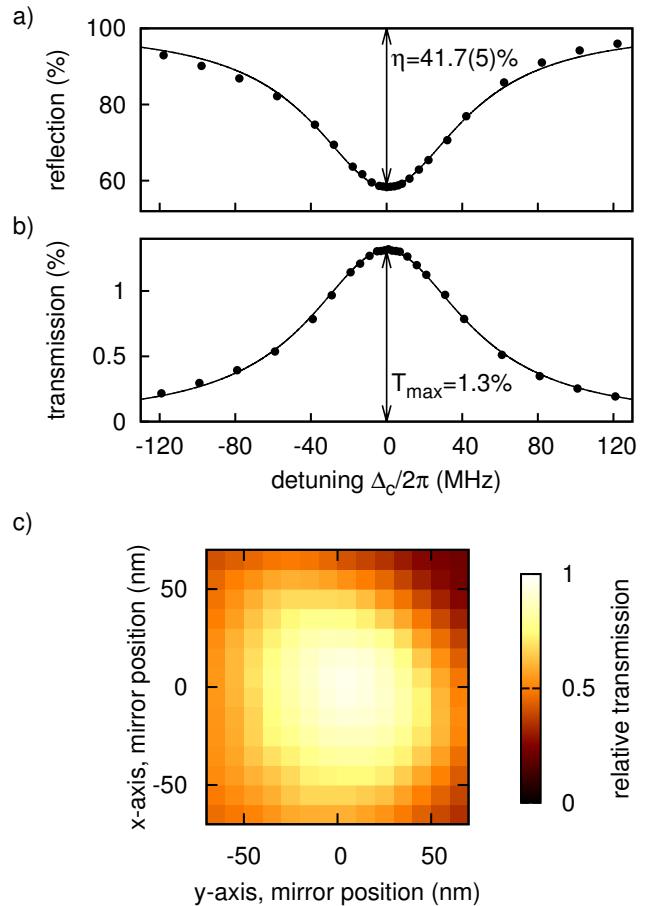 a)
100
80
60
reflection (%)
η=41.7(5)%
b)
1
0.5
0
transmission (%)
T_max=1.3%
-120 -80 -40 0 40 80 120
detuning Δ_c/2π (MHz)
c)
50
0
-50
x-axis, mirror position (nm)
-50 0 50
y-axis, mirror position (nm)
1
0.5
0
relative transmission